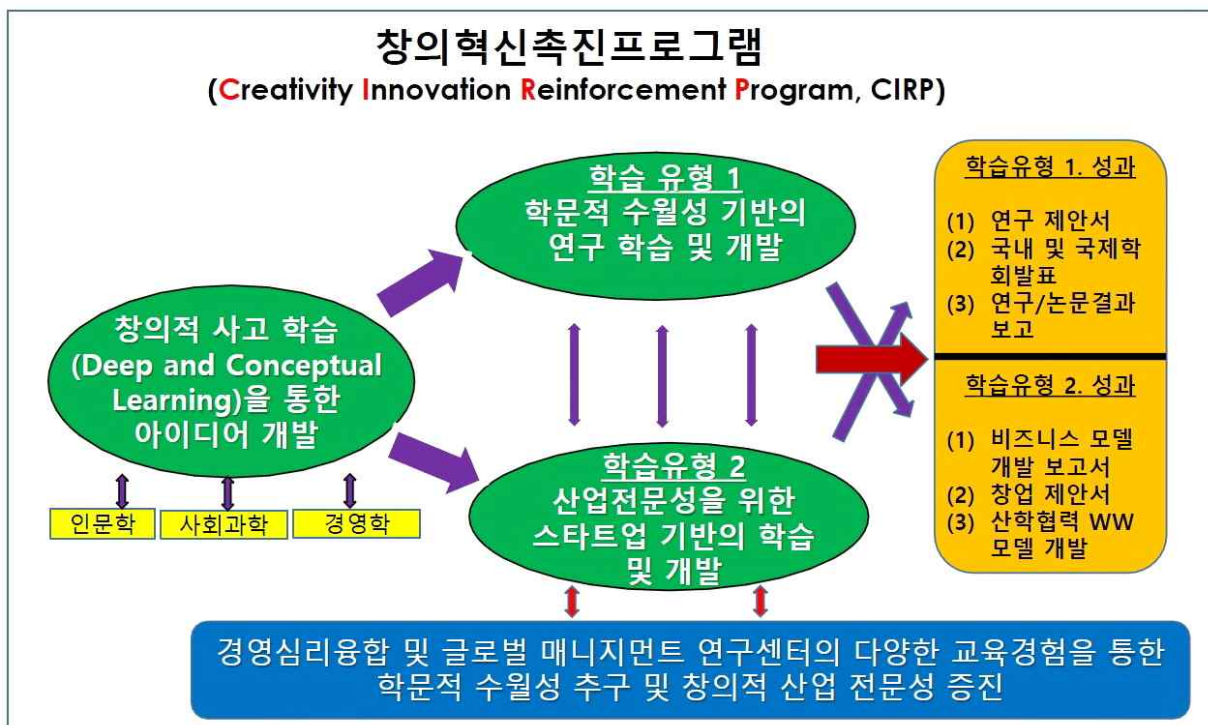 창의혁신촉진프로그램
(Creativity Innovation Reinforcement Program, CIRP)
창의적 사고 학습
(Deep and Conceptual
Learning)을 통한
아이디어 개발
인문학
사회과학
경영학
학습 유형 1
학문적 수월성 기반의
연구 학습 및 개발
학습유형 2
산업전문성을 위한
스타트업 기반의 학습
및 개발
학습유형 1. 성과
(1) 연구 제안서
(2) 국내 및 국제학
회발표
(3) 연구/논문결과
보고
학습유형 2. 성과
(1) 비즈니스 모델
개발 보고서
(2) 창업 제안서
(3) 산학협력 WW
모델 개발
경영심리융합 및 글로벌 매니지먼트 연구센터의 다양한 교육경험을 통한
학문적 수월성 추구 및 창의적 산업 전문성 증진